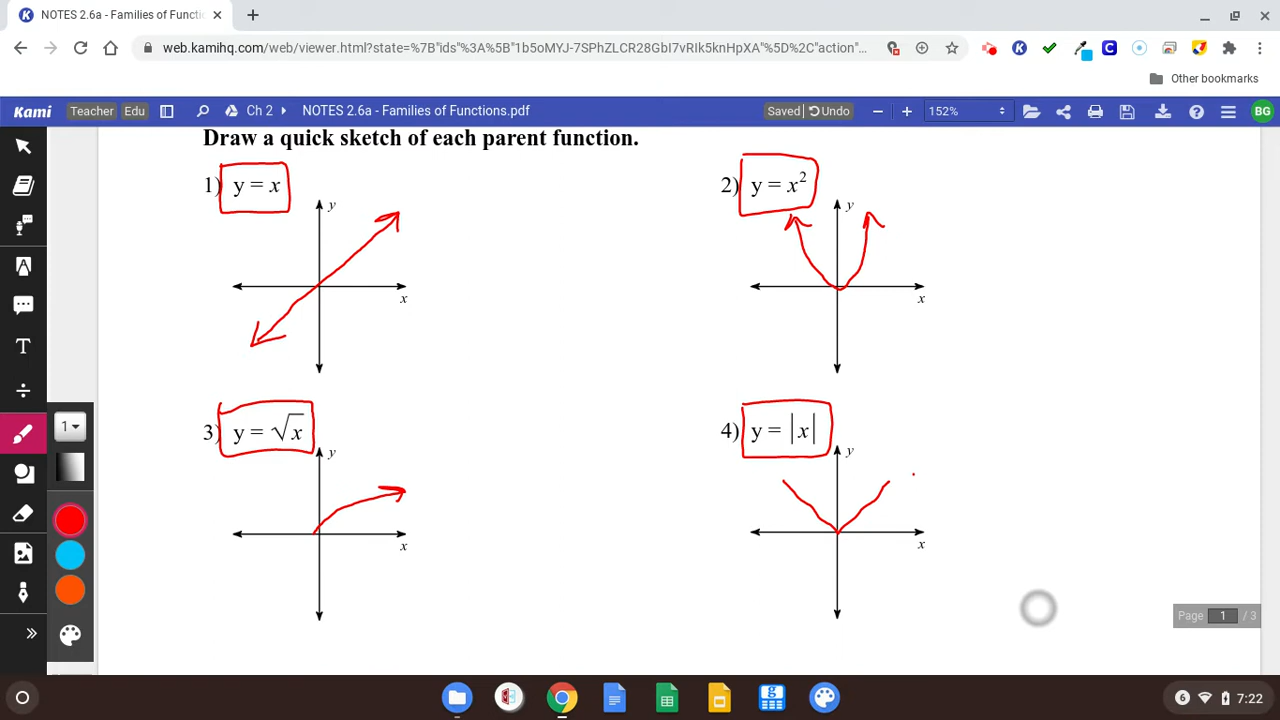 NOTES 2.6a - Families of Functi
web.kamihq.com/web/viewer.html?state=%7B"ids"%3A%5B"1b5oMYJ-7SPhZLCR28GbI7vRIk5knHpXA"%5D%2C"action"...
Other bookmarks
Kami Teacher Edu Ch 2 NOTES 2.6a - Families of Functions.pdf Saved Undo 152% BG
Draw a quick sketch of each parent function.
1) y = x
2) y = x²
y
x
y
x
3) y = √x
4) y = |x|
y
x
y
x
T
1
Page 1 / 3
6 7:22